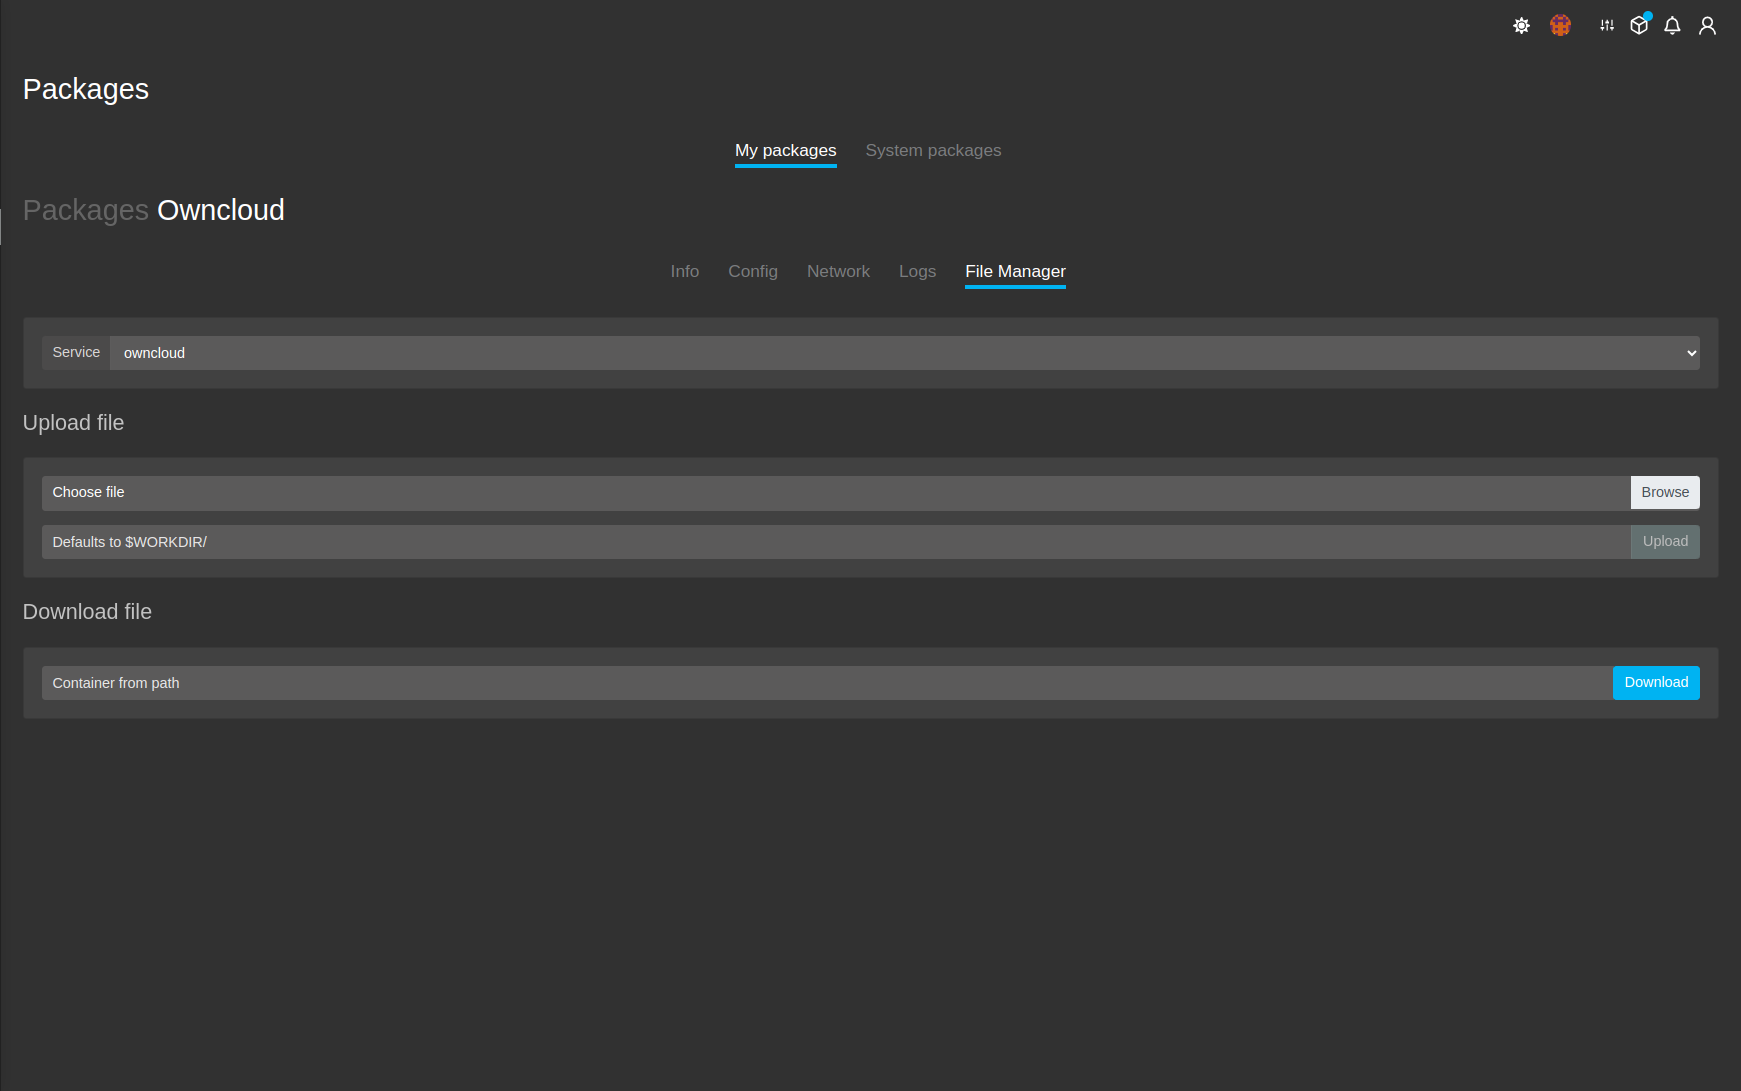 Packages
My packages System packages
Packages Owncloud
Info Config Network Logs File Manager
Service owncloud
Upload file
Choose file Browse
Defaults to $WORKDIR/ Upload
Download file
Container from path Download